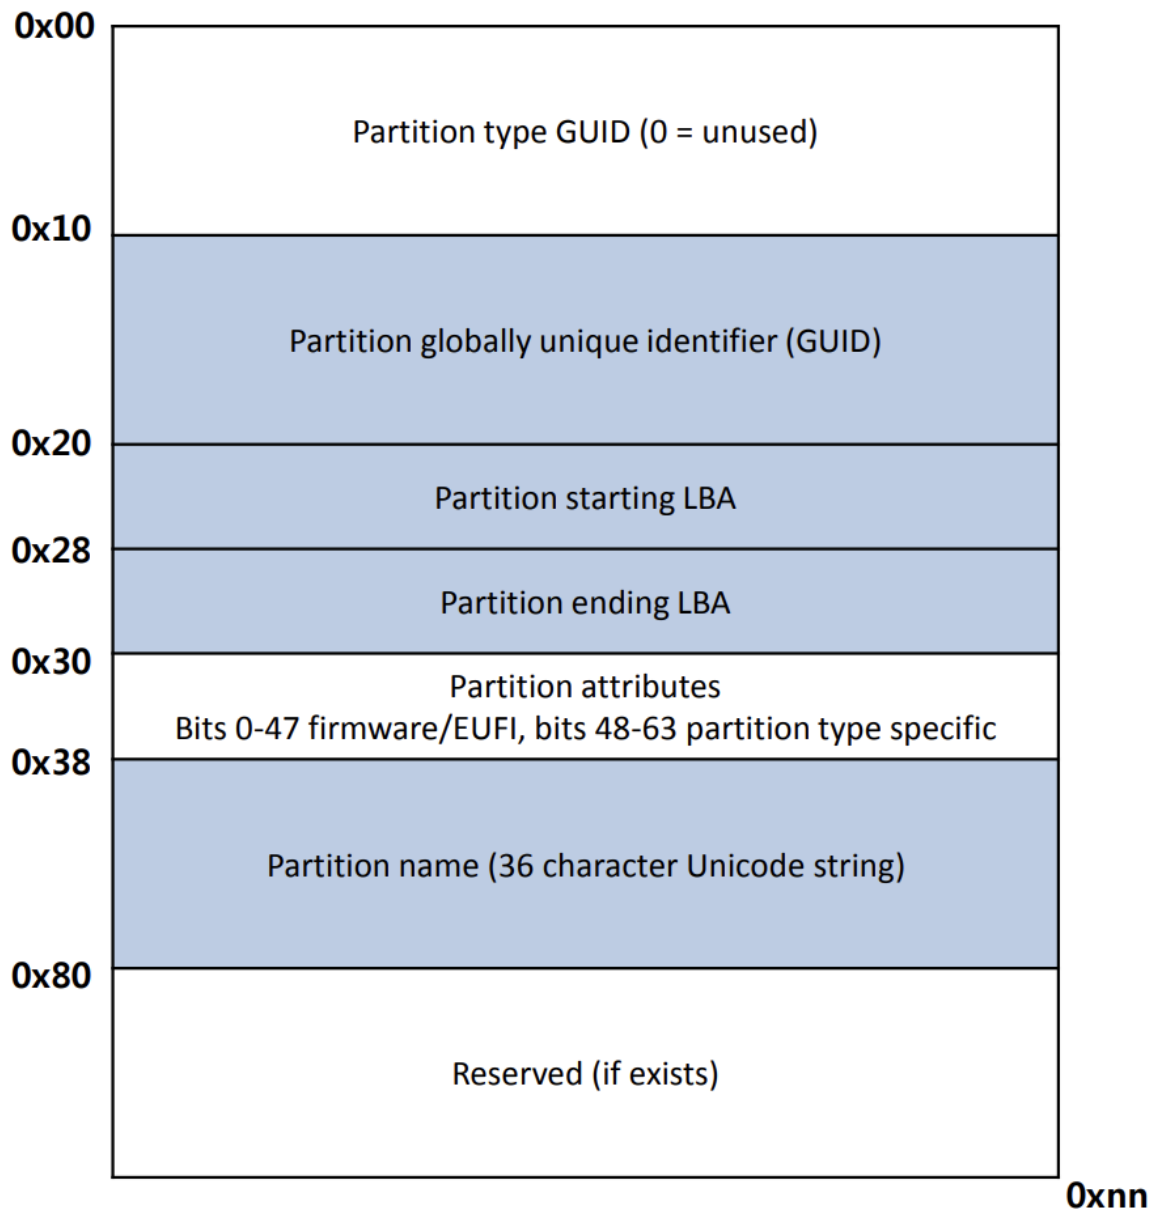 0x00
Partition type GUID (0 = unused)
0x10
Partition globally unique identifier (GUID)
0x20
Partition starting LBA
0x28
Partition ending LBA
0x30
Partition attributes
Bits 0-47 firmware/EUFI, bits 48-63 partition type specific
0x38
Partition name (36 character Unicode string)
0x80
Reserved (if exists)
0xnn